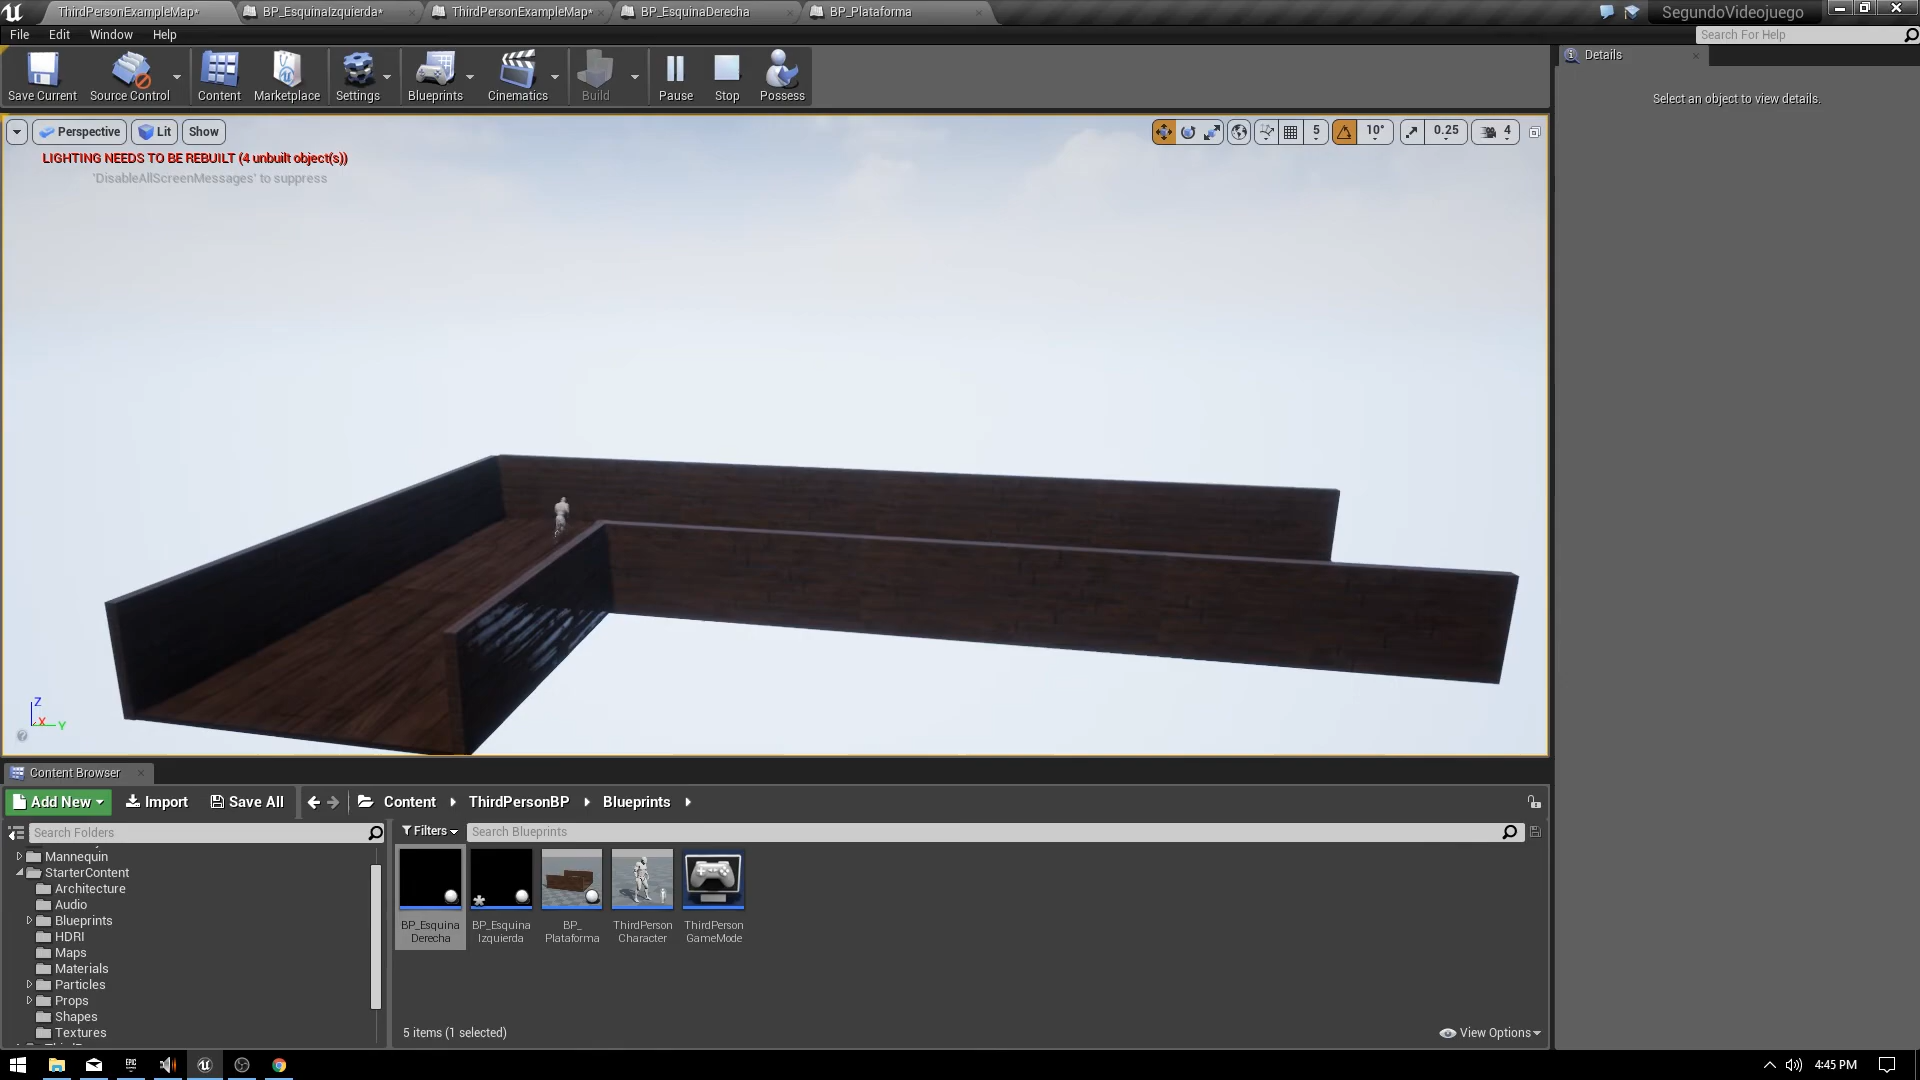 ThirdPersonExampleMap*
BP_EsquinaIzquierda*
ThirdPersonExampleMap*
BP_EsquinaDerecha
BP_Plataforma
SegundoVideojuego
File
Edit
Window
Help
Search For Help
Save Current
Source Control
Content
Marketplace
Settings
Blueprints
Cinematics
Build
Pause
Stop
Possess
Details
Select an object to view details.
Perspective
Lit
Show
5
10°
0.25
4
LIGHTING NEEDS TO BE REBUILT (4 unbuilt object(s))
'DisableAllScreenMessages' to suppress
Z
X
Y
Content Browser
Add New
Import
Save All
Content
ThirdPersonBP
Blueprints
Search Folders
Filters
Search Blueprints
Mannequin
StarterContent
Architecture
Audio
Blueprints
HDRI
Maps
Materials
Particles
Props
Shapes
Textures
BP_Esquina
Derecha
BP_Esquina
Izquierda
BP_
Plataforma
ThirdPerson
Character
ThirdPerson
GameMode
5 items (1 selected)
View Options
EPIC
4:45 PM